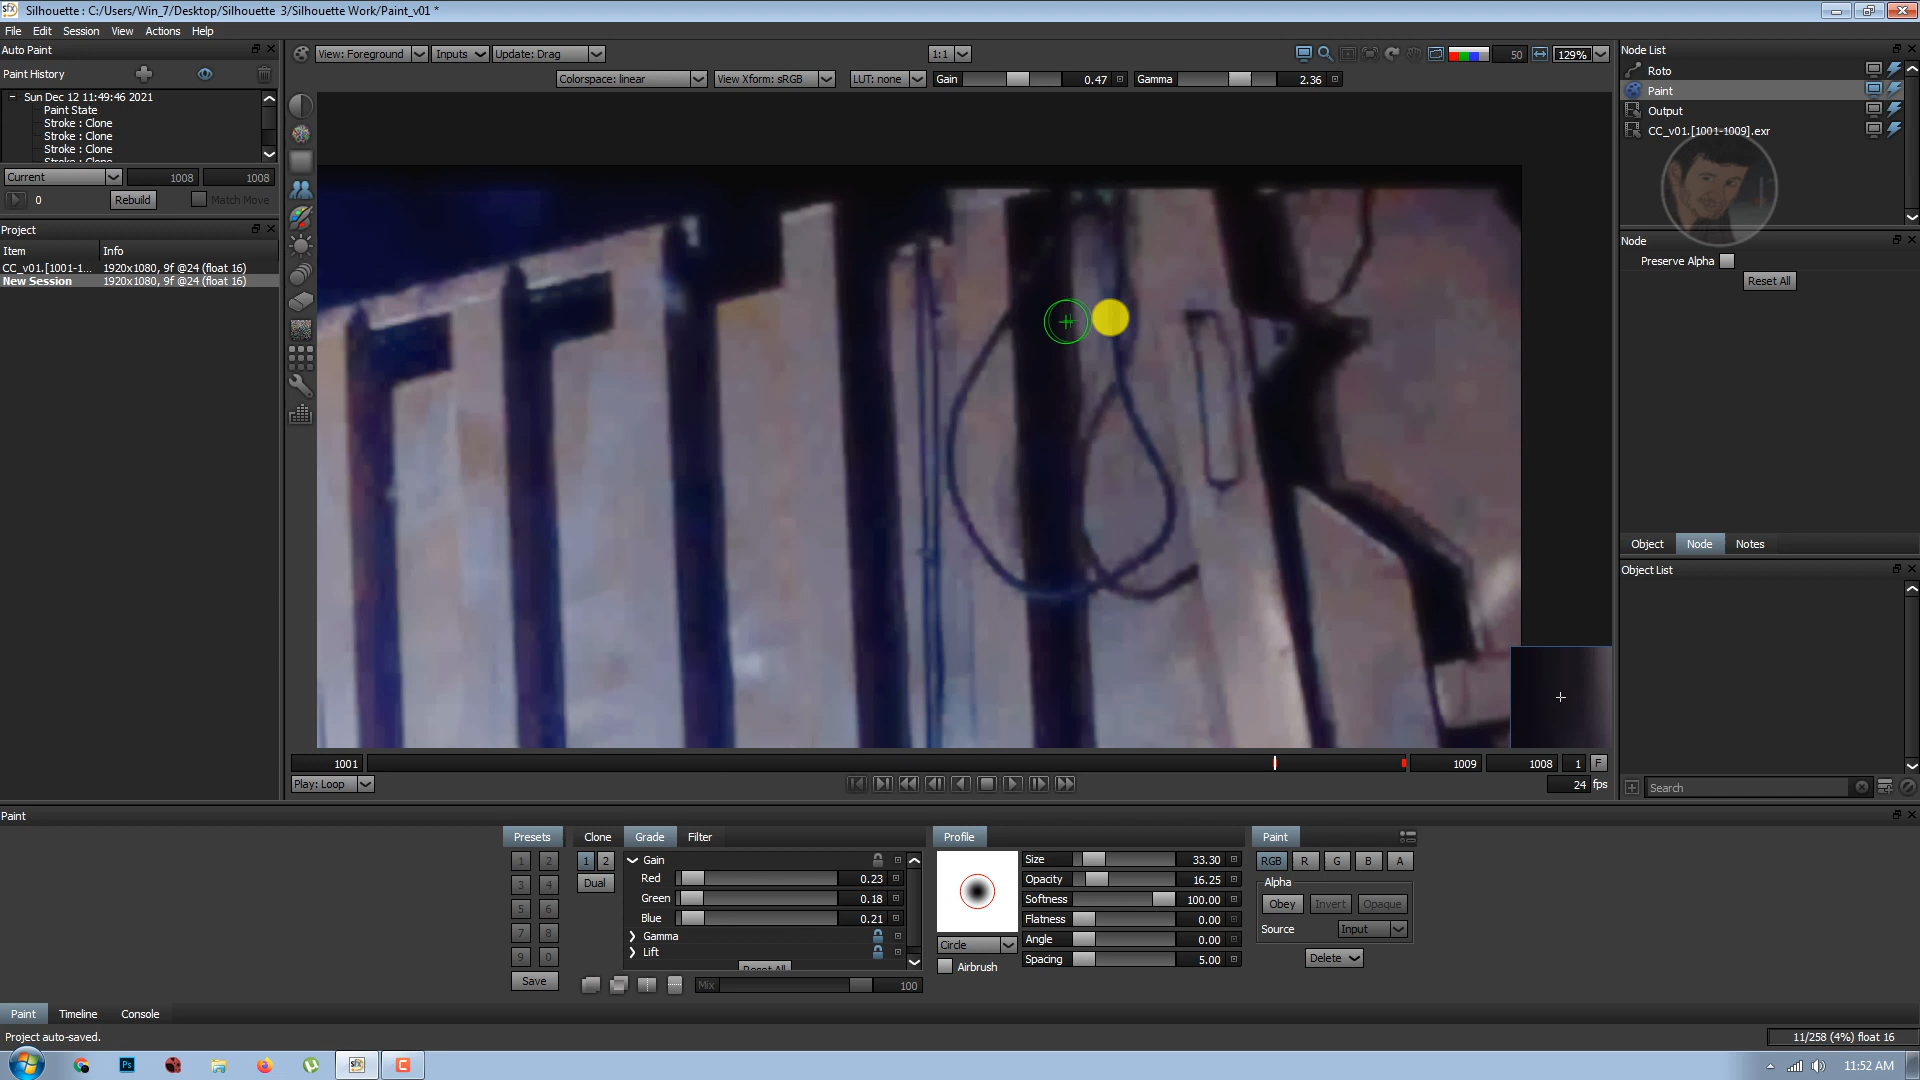 Silhouette : C:/Users/Win_7/Desktop/Silhouette 3/Silhouette Work/Paint_v01 *
File Edit Session View Actions Help
Auto Paint
View: Foreground Inputs Update: Drag 1:1 50 129%
Node List
Paint History
Colorspace: linear View Xform: sRGB LUT: none Gain 0.47 Gamma 2.36
Roto
Paint
Output
CC_v01.[1001-1009].exr
Sun Dec 12 11:49:46 2021
Paint State
Stroke : Clone
Stroke : Clone
Stroke : Clone
Stroke : Clone
Current 1008 1008
0 Rebuild Match Move
Project
Item Info
CC_v01.[1001-1... 1920x1080, 9f @24 (float 16)
New Session 1920x1080, 9f @24 (float 16)
Node
Preserve Alpha
Reset All
Object Node Notes
Object List
Search
1001 1009 1008 1 F
Play: Loop 24 fps
Paint
Presets
1 2
3 4
5 6
7 8
9 0
Save
Clone Grade Filter
1 2
Dual
Gain
Red 0.23
Green 0.18
Blue 0.21
Gamma
Lift
Reset All
Mix 100
Profile
Circle
Airbrush
Size 33.30
Opacity 16.25
Softness 100.00
Flatness 0.00
Angle 0.00
Spacing 5.00
Paint
RGB R G B A
Alpha
Obey Invert Opaque
Source Input
Delete
Paint Timeline Console
Project auto-saved.
11/258 (4%) float 16
11:52 AM